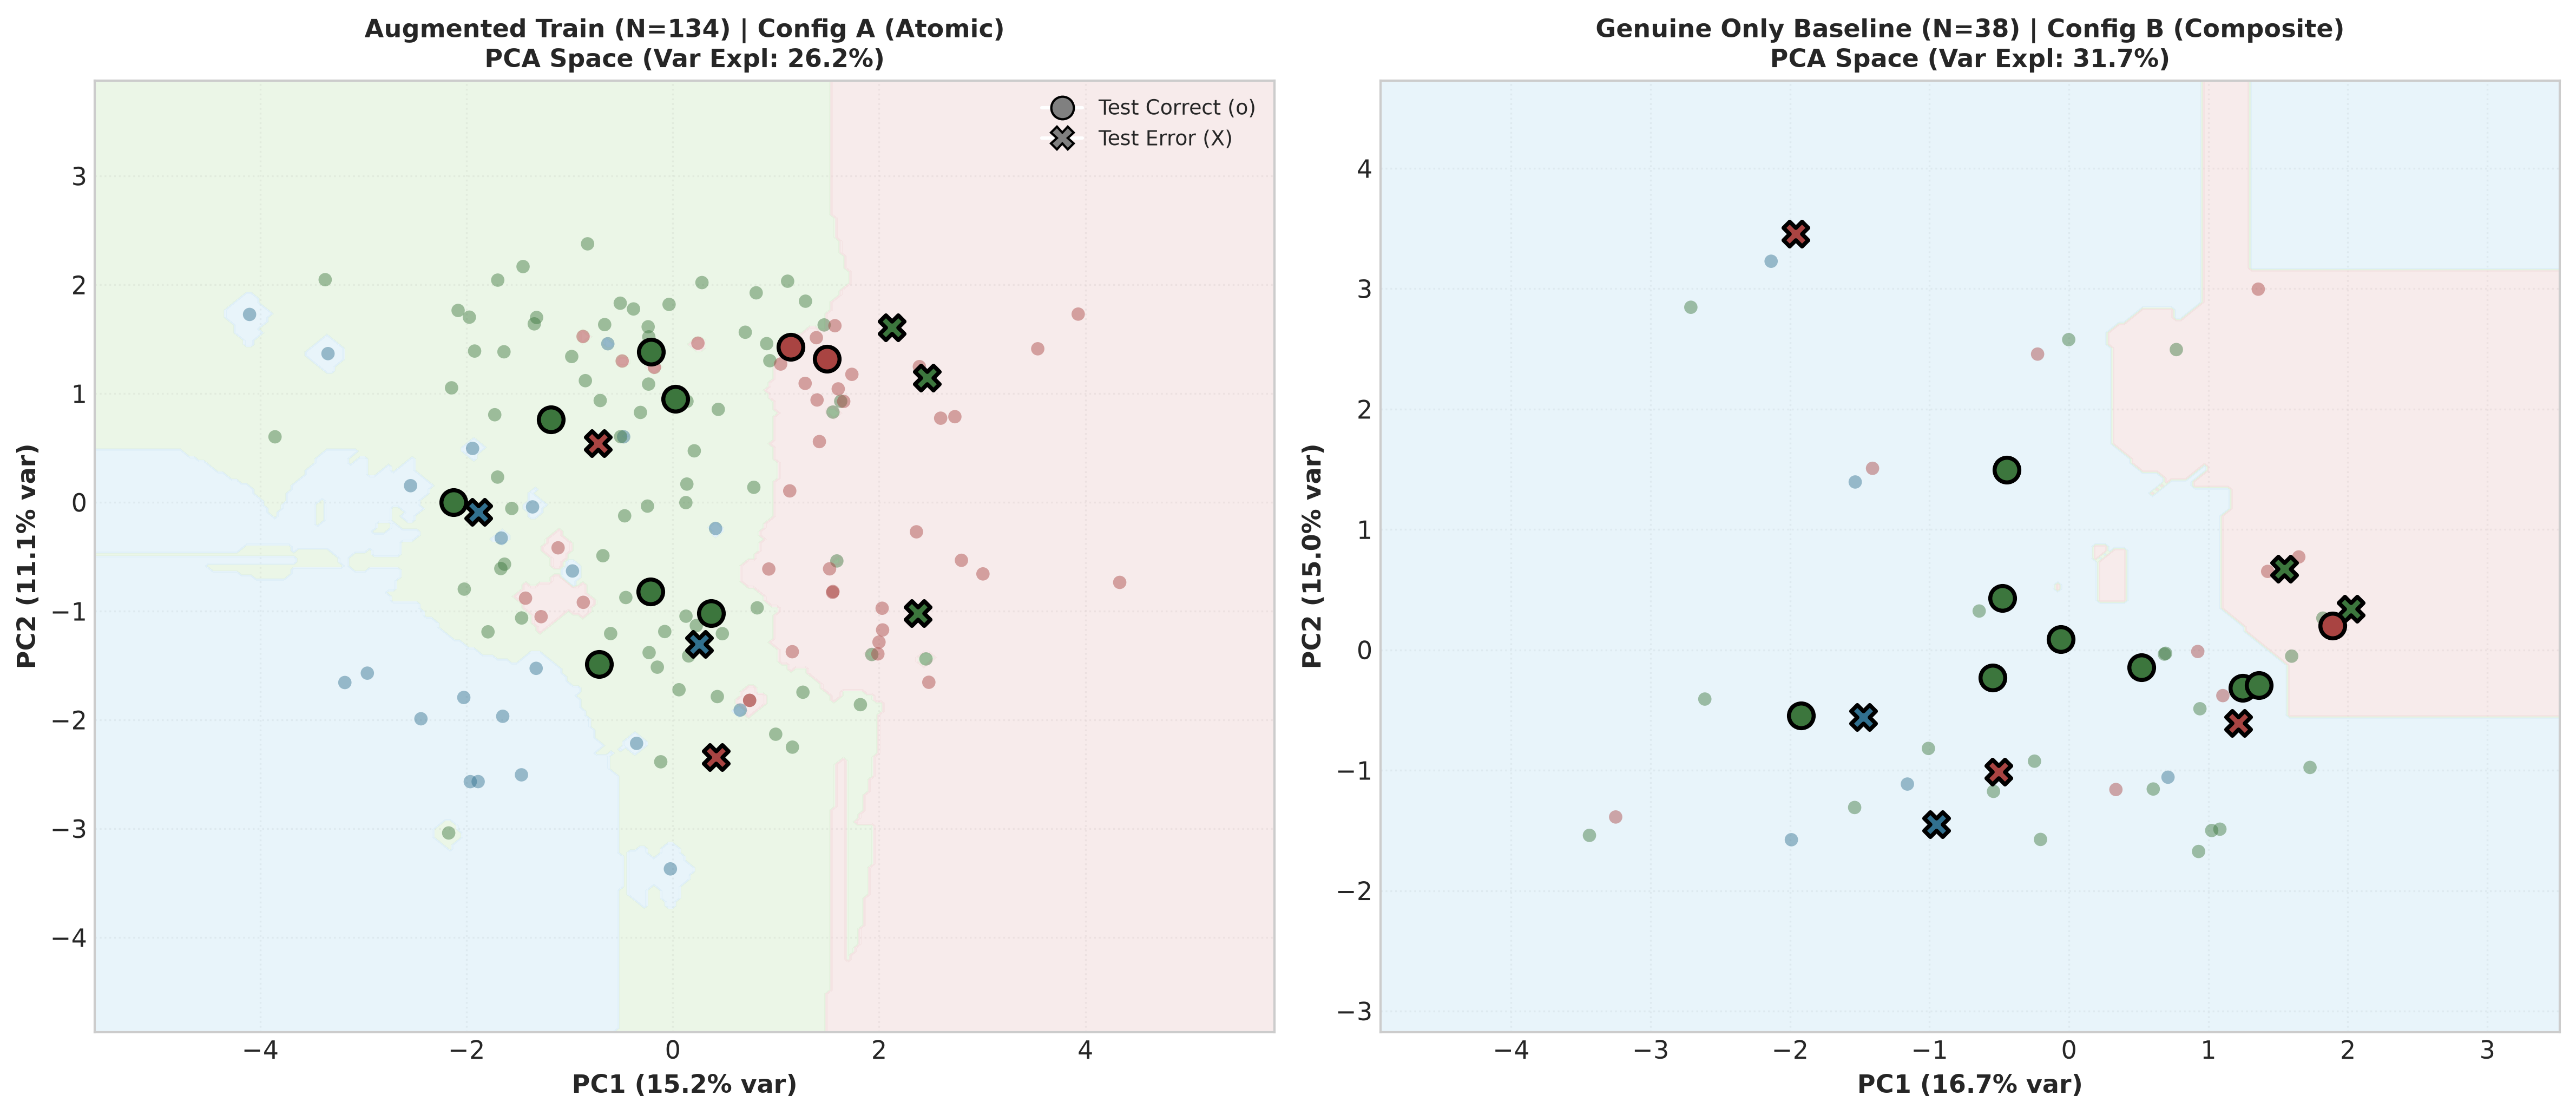 Augmented Train (N=134) | Config A (Atomic)
PCA Space (Var Expl: 26.2%)
Test Correct (o)
Test Error (X)
PC2 (11.1% var)
3
2
1
0
−1
−2
−3
−4
−4
−2
0
2
4
PC1 (15.2% var)
Genuine Only Baseline (N=38) | Config B (Composite)
PCA Space (Var Expl: 31.7%)
PC2 (15.0% var)
4
3
2
1
0
−1
−2
−3
−4
−3
−2
−1
0
1
2
3
PC1 (16.7% var)